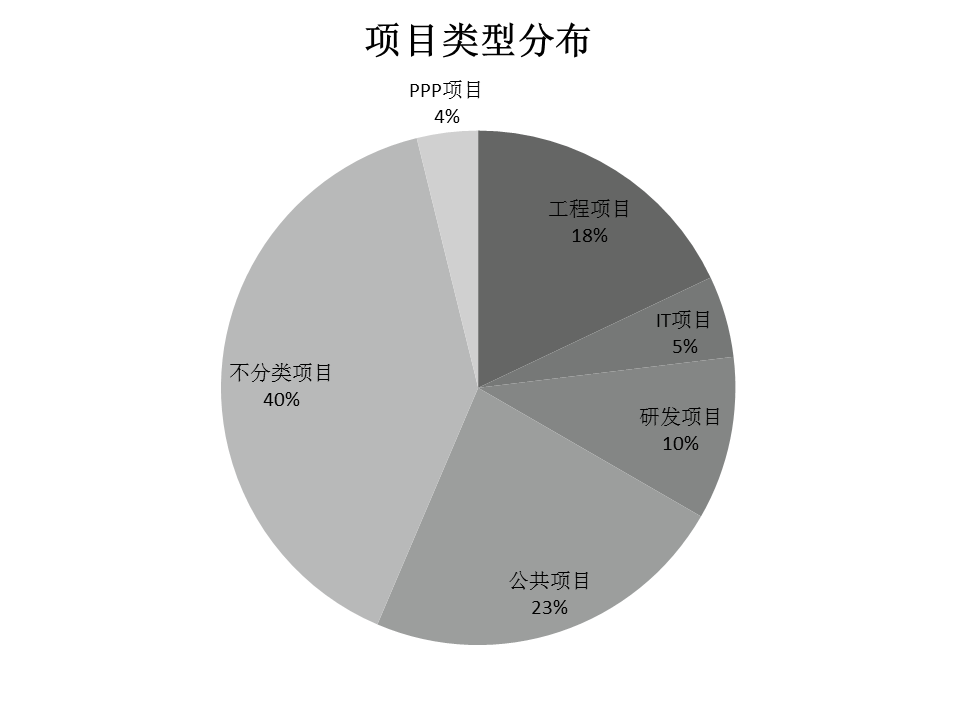 项目类型分布
PPP项目
4%
工程项目
18%
IT项目
5%
研发项目
10%
公共项目
23%
不分类项目
40%